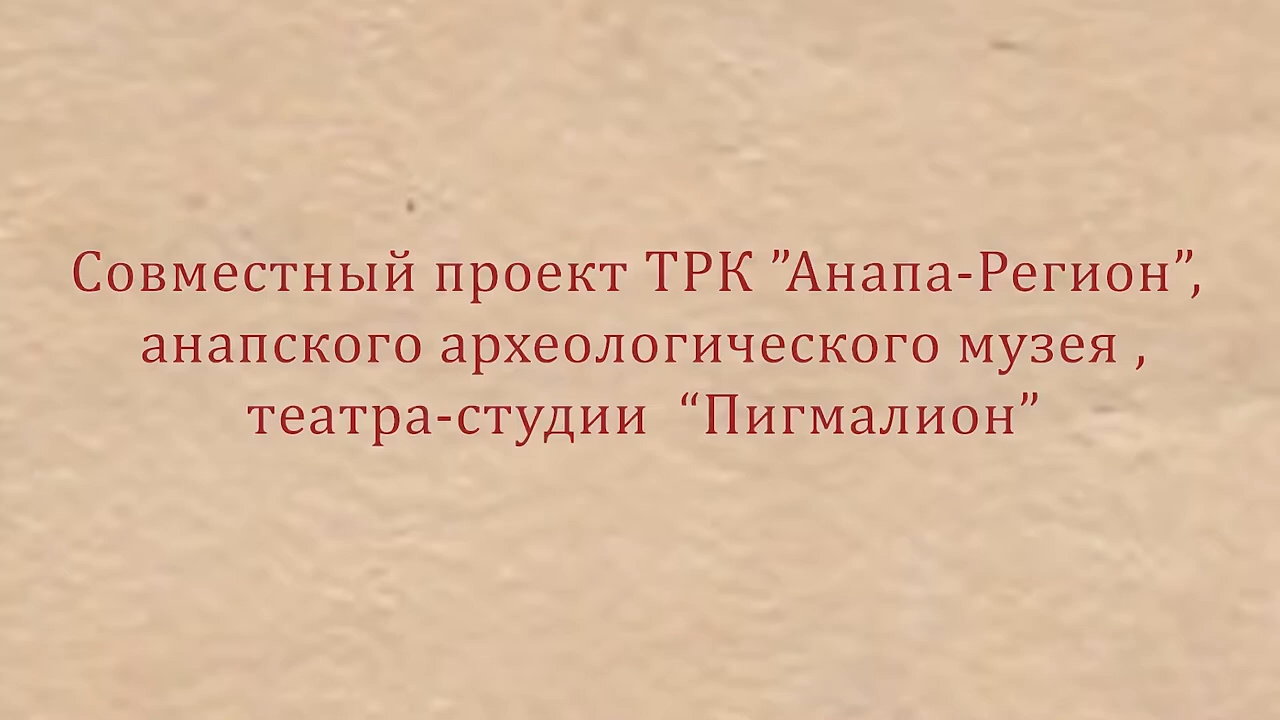 Совместный проект ТРК ”Анапа-Регион”,
анапского археологического музея ,
театра-студии “Пигмалион”